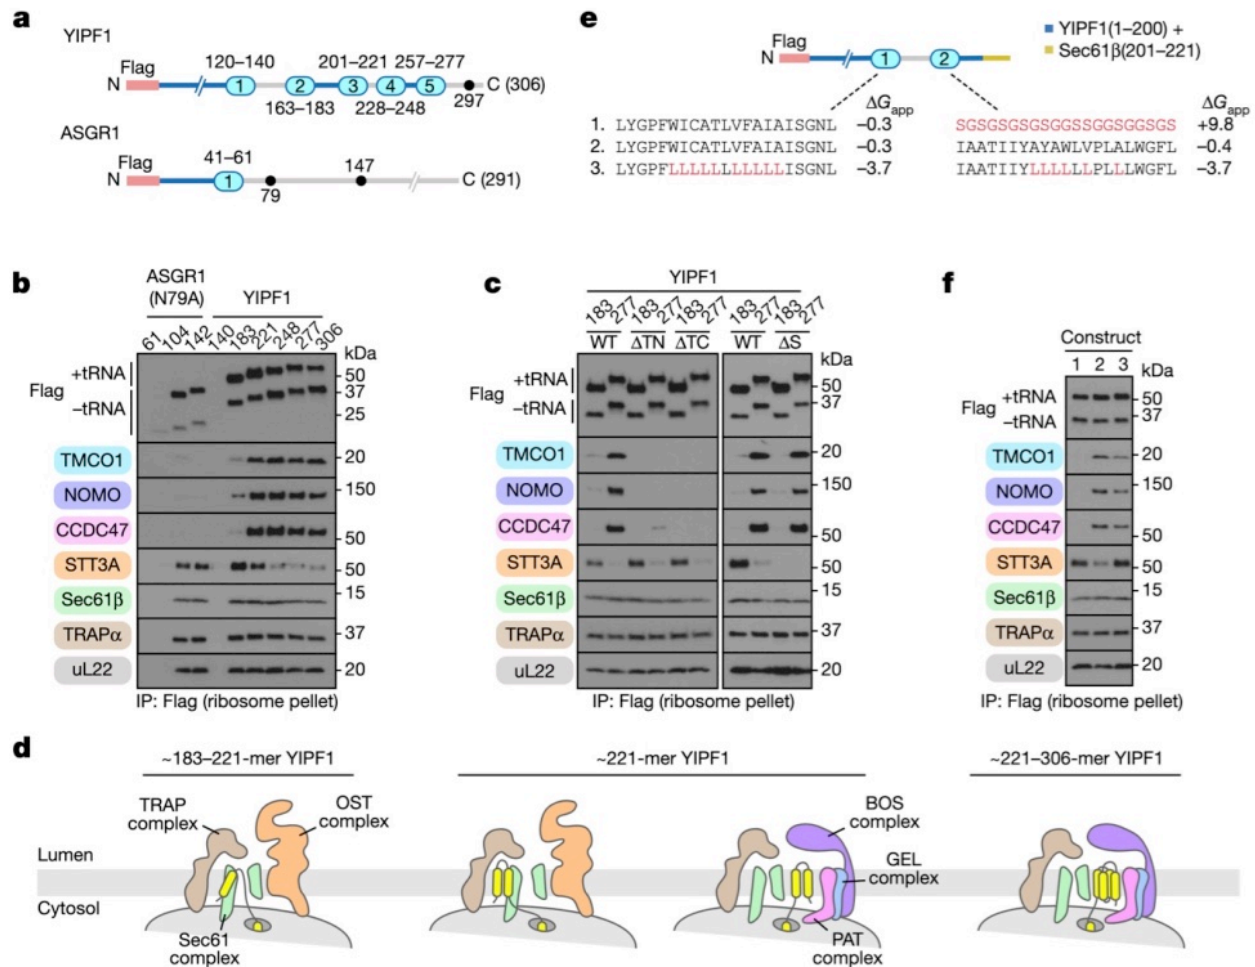 a
YIPF1
Flag
N
120–140
201–221
257–277
1
2
3
4
5
C (306)
163–183
228–248
297
ASGR1
Flag
N
41–61
1
79
147
C (291)
e
YIPF1(1–200) +
Sec61β(201–221)
Flag
N
1
2
ΔGapp
ΔGapp
1. LYGPFWICATLVFAIAISGNL –0.3 SGSGSGSGSGGSSGGSGGSGS +9.8
2. LYGPFWICATLVFAIAISGNL –0.3 IAATIIYAYAWLVPLALWGFL –0.4
3. LYGPFLLLLLLLLLLLISGNL –3.7 IAATIIYLLLLLLPLLLWGFL –3.7
b
ASGR1
(N79A)
YIPF1
61
104
142
140
183
221
248
277
306
kDa
Flag
+tRNA
–tRNA
50
37
25
TMCO1
20
NOMO
150
CCDC47
50
STT3A
50
Sec61β
15
TRAPα
37
uL22
20
IP: Flag (ribosome pellet)
c
YIPF1
183
277
183
277
183
277
183
277
183
277
WT
ΔTN
ΔTC
WT
ΔS
kDa
Flag
+tRNA
–tRNA
50
37
TMCO1
20
NOMO
150
CCDC47
50
STT3A
50
Sec61β
15
TRAPα
37
uL22
20
IP: Flag (ribosome pellet)
f
Construct
1 2 3
kDa
Flag
+tRNA
–tRNA
50
37
TMCO1
20
NOMO
150
CCDC47
50
STT3A
50
Sec61β
15
TRAPα
37
uL22
20
IP: Flag (ribosome pellet)
d
~183–221-mer YIPF1
~221-mer YIPF1
~221–306-mer YIPF1
TRAP
complex
OST
complex
BOS
complex
GEL
complex
Lumen
Cytosol
Sec61
complex
PAT
complex